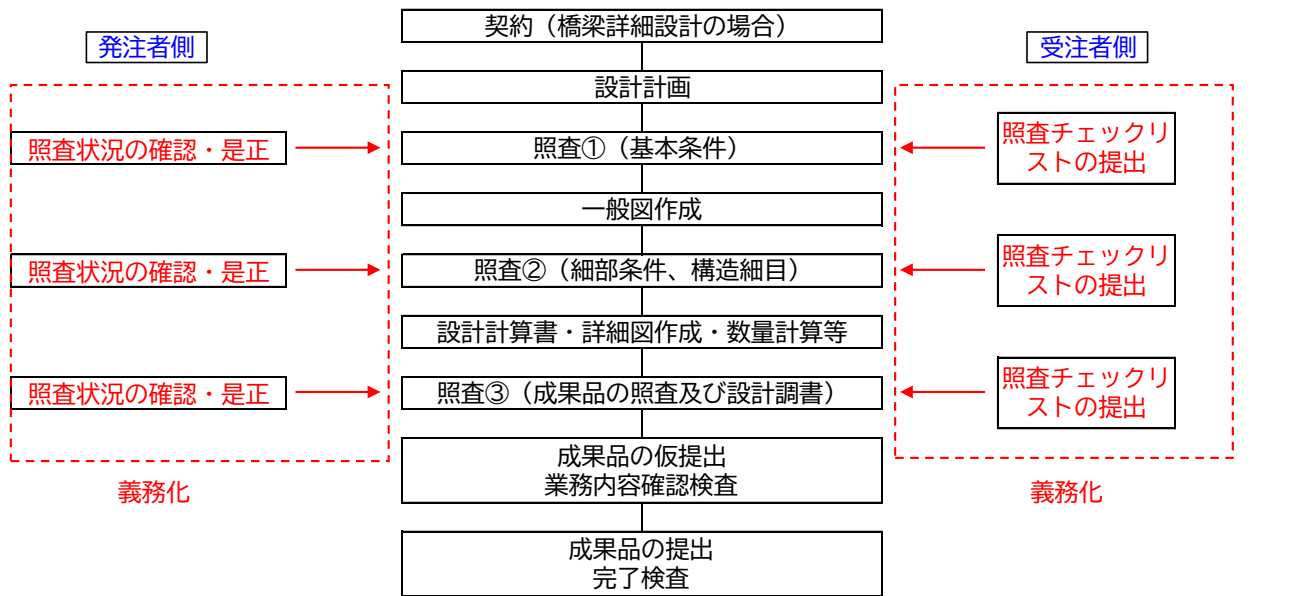 契約（橋梁詳細設計の場合）
発注者側
受注者側
設計計画
照査状況の確認・是正
照査①（基本条件）
照査チェックリ
ストの提出
一般図作成
照査状況の確認・是正
照査②（細部条件、構造細目）
照査チェックリ
ストの提出
設計計算書・詳細図作成・数量計算等
照査状況の確認・是正
照査③（成果品の照査及び設計調書）
照査チェックリ
ストの提出
成果品の仮提出
業務内容確認検査
義務化
義務化
成果品の提出
完了検査